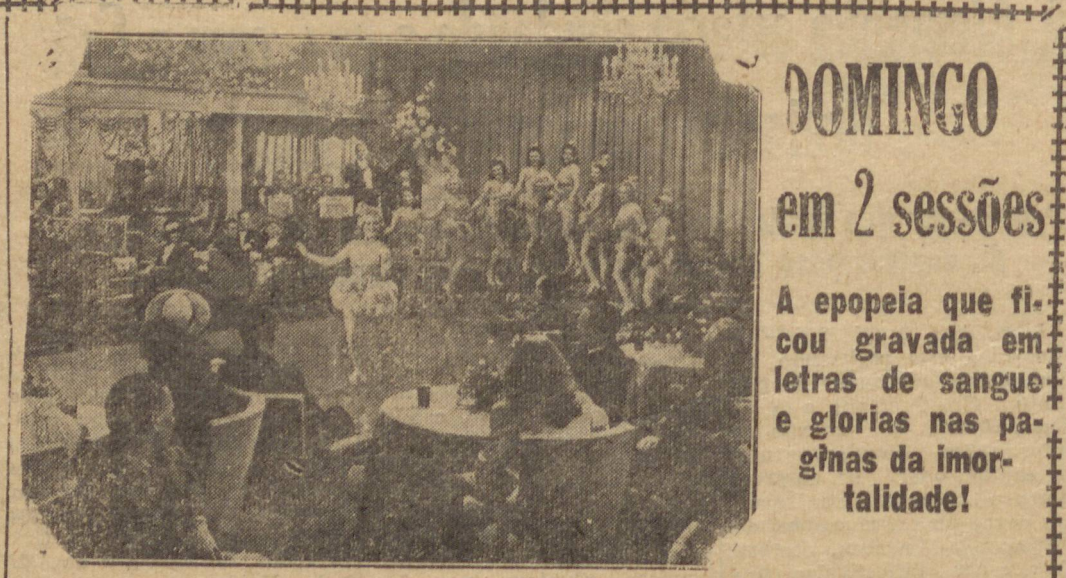 DOMINGO
em 2 sessões
A epopeia que fi-
cou gravada em
letras de sangue
e glorias nas pa-
ginas da imor-
talidade!